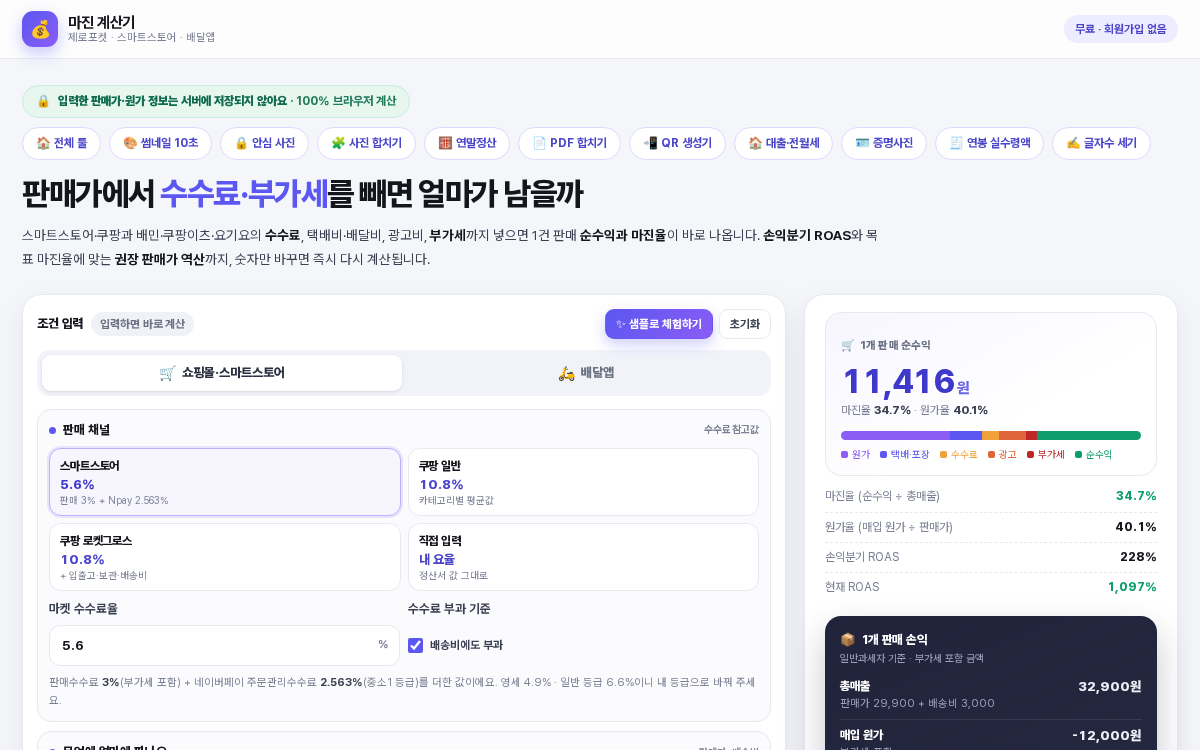 마진 계산기
제로포켓 · 스마트스토어 · 배달앱
무료 · 회원가입 없음
입력한 판매가·원가 정보는 서버에 저장되지 않아요 · 100% 브라우저 계산
전체 툴
썸네일 10초
안심 사진
사진 합치기
연말정산
PDF 합치기
QR 생성기
대출·전월세
증명사진
연봉 실수령액
글자수 세기
판매가에서 수수료·부가세를 빼면 얼마가 남을까
스마트스토어·쿠팡과 배민·쿠팡이츠·요기요의 수수료, 택배비·배달비, 광고비, 부가세까지 넣으면 1건 판매 순수익과 마진율이 바로 나옵니다. 손익분기 ROAS와 목
표 마진율에 맞는 권장 판매가 역산까지, 숫자만 바꾸면 즉시 다시 계산됩니다.
조건 입력
입력하면 바로 계산
✨ 샘플로 체험하기
초기화
쇼핑몰·스마트스토어
배달앱
판매 채널
수수료 참고값
스마트스토어
5.6%
판매 3% + Npay 2.563%
쿠팡 일반
10.8%
카테고리별 평균값
쿠팡 로켓그로스
10.8%
+ 입출고·보관·배송비
직접 입력
내 요율
정산서 값 그대로
마켓 수수료율
수수료 부과 기준
5.6 %
배송비에도 부과
판매수수료 3%(부가세 포함) + 네이버페이 주문관리수수료 2.563%(중소1 등급)를 더한 값이에요. 영세 4.9% · 일반 등급 6.6%이니 내 등급으로 바꿔 주세
요.
1개 판매 순수익
11,416원
마진율 34.7% · 원가율 40.1%
원가 택배·포장 수수료 광고 부가세 순수익
마진율 (순수익 ÷ 총매출) 34.7%
원가율 (매입 원가 ÷ 판매가) 40.1%
손익분기 ROAS 228%
현재 ROAS 1,097%
1개 판매 손익
일반과세자 기준 · 부가세 포함 금액
총매출 32,900원
판매가 29,900 + 배송비 3,000
매입 원가 -12,000원